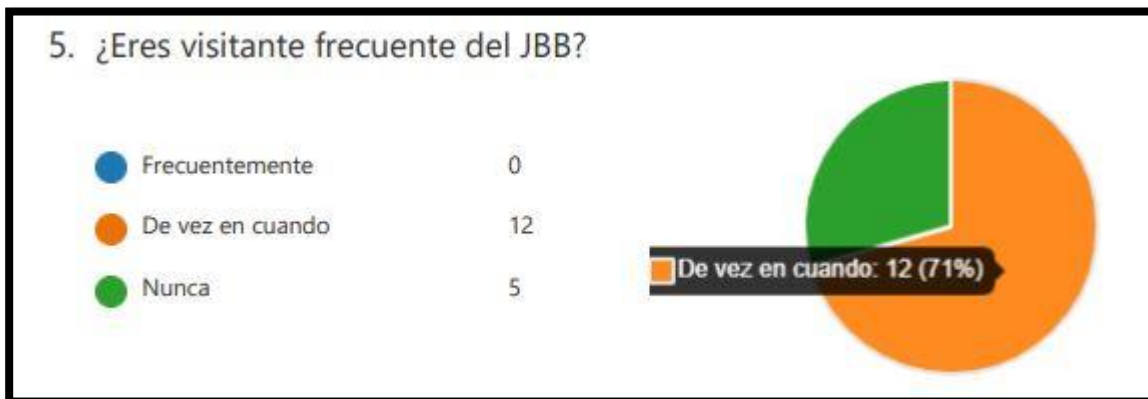 5. ¿Eres visitante frecuente del JBB?
Frecuentemente 0
De vez en cuando 12
Nunca 5
De vez en cuando: 12 (71%)